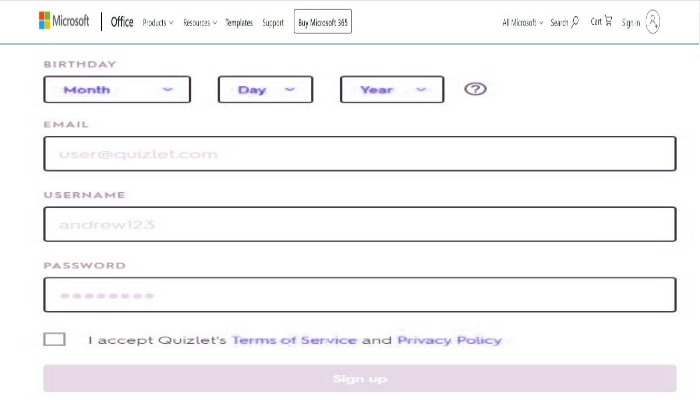 Microsoft Office Products Resources Templates Support Buy Microsoft 365 All Microsoft Search Cart Sign in
BIRTHDAY
Month Day Year ?
EMAIL
user@quizlet.com
USERNAME
andrew123
PASSWORD
I accept Quizlet's Terms of Service and Privacy Policy
Sign up